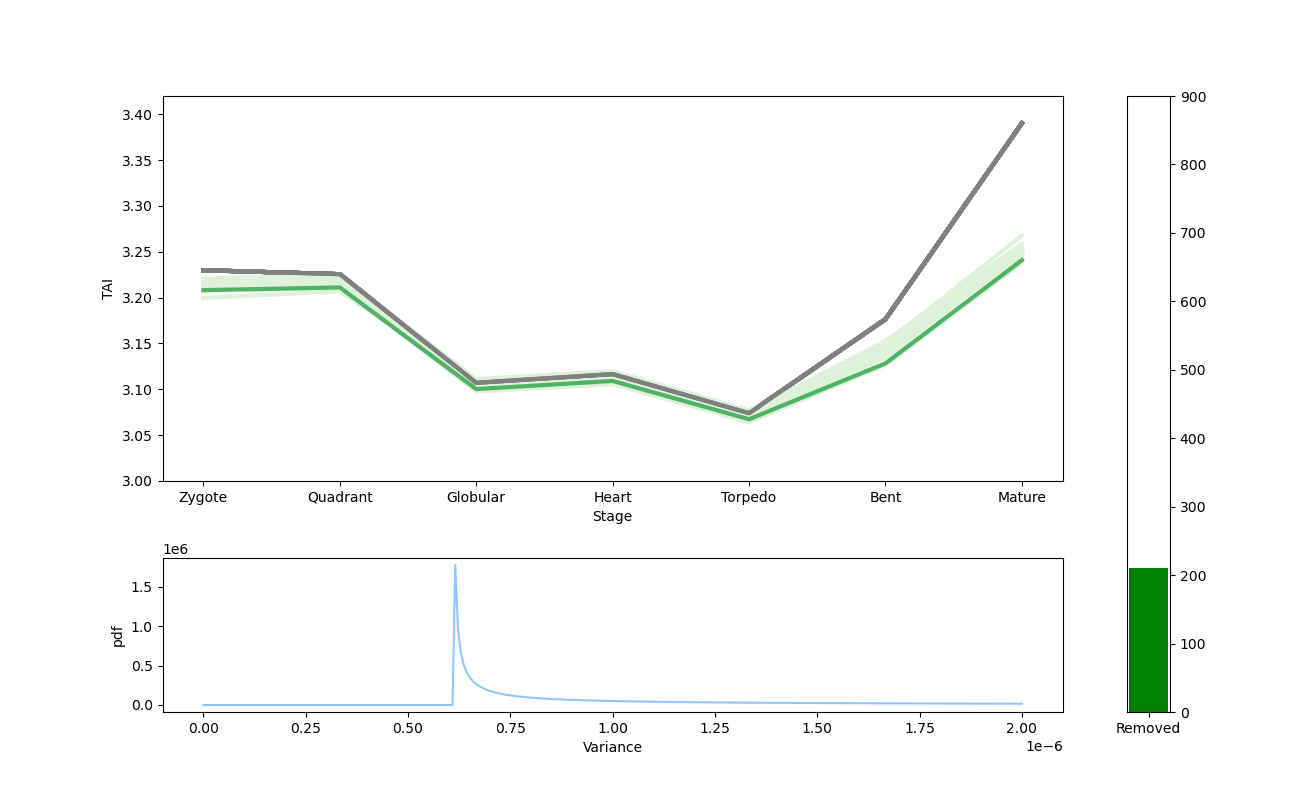 3.40
3.35
3.30
3.25
3.20
3.15
3.10
3.05
3.00
TAI
Zygote Quadrant Globular Heart Torpedo Bent Mature
Stage
1e6
1.5
1.0
0.5
0.0
pdf
0.00 0.25 0.50 0.75 1.00 1.25 1.50 1.75 2.00
1e−6
Variance
900
800
700
600
500
400
300
200
100
0
Removed